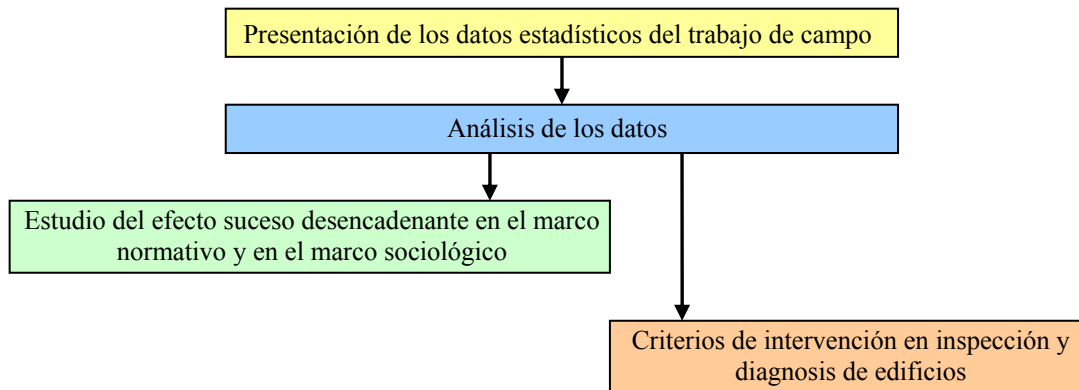 Presentación de los datos estadísticos del trabajo de campo
Análisis de los datos
Estudio del efecto suceso desencadenante en el marco
normativo y en el marco sociológico
Criterios de intervención en inspección y
diagnosis de edificios